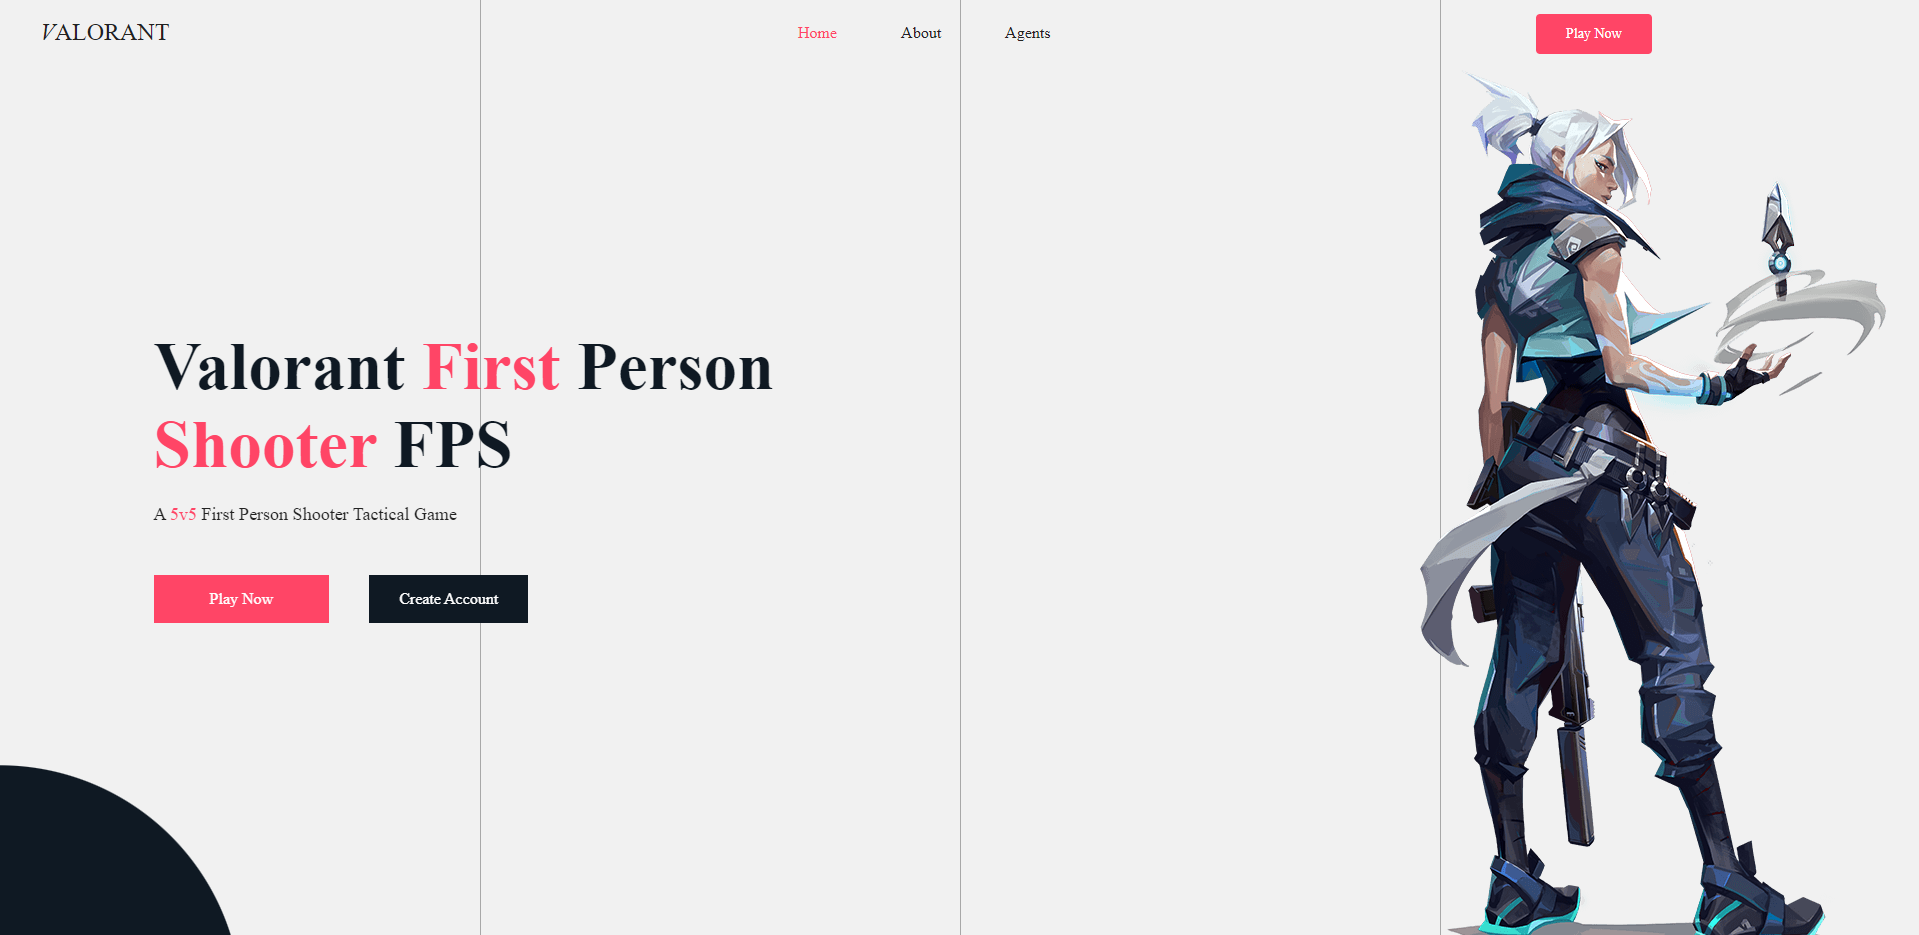 VALORANT
Home About Agents
Play Now
Valorant First Person
Shooter FPS
A 5v5 First Person Shooter Tactical Game
Play Now
Create Account